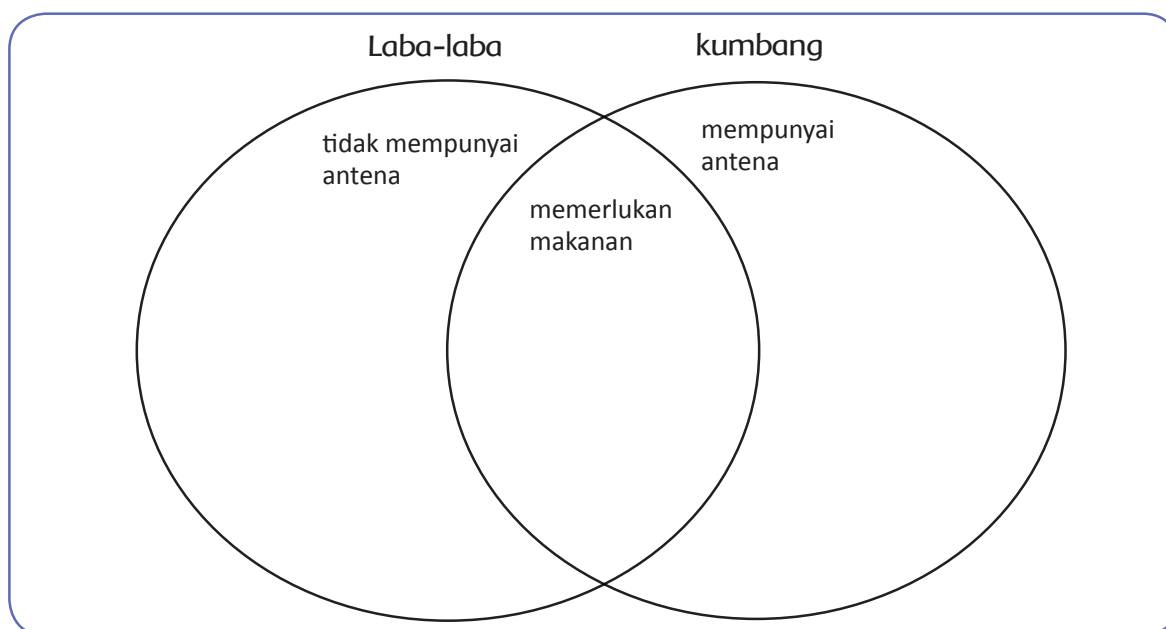 Laba-laba
kumbang
tidak mempunyai
antena
memerlukan
makanan
mempunyai
antena